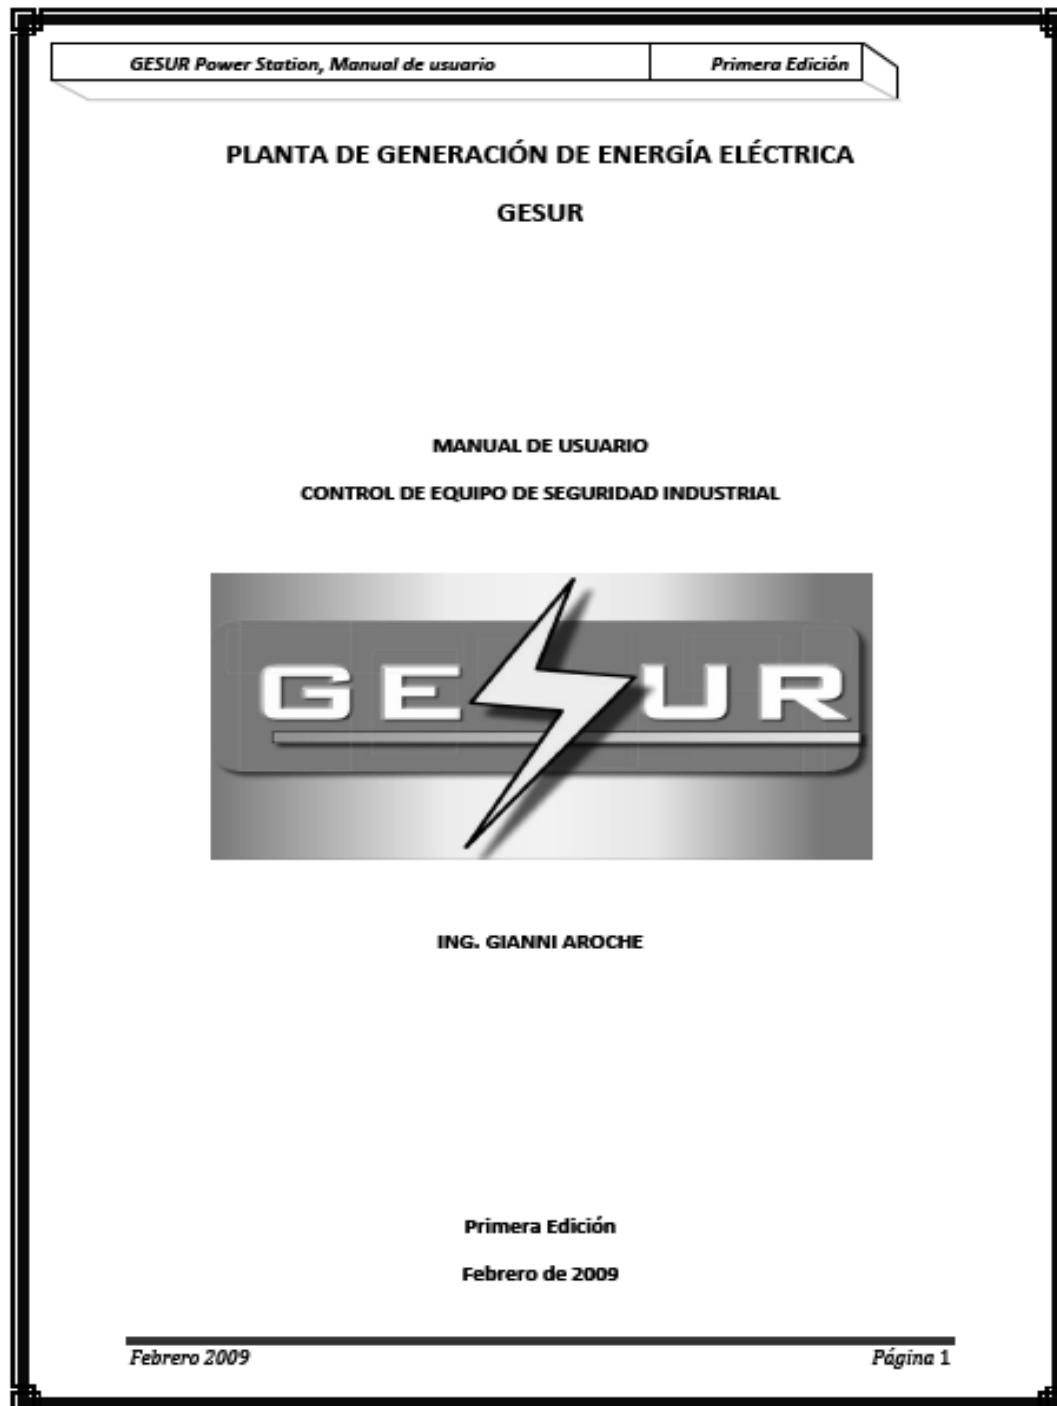 GESUR Power Station, Manual de usuario Primera Edición
PLANTA DE GENERACIÓN DE ENERGÍA ELÉCTRICA
GESUR
MANUAL DE USUARIO
CONTROL DE EQUIPO DE SEGURIDAD INDUSTRIAL
GESUR
ING. GIANNI AROCHE
Primera Edición
Febrero de 2009
Febrero 2009 Página 1